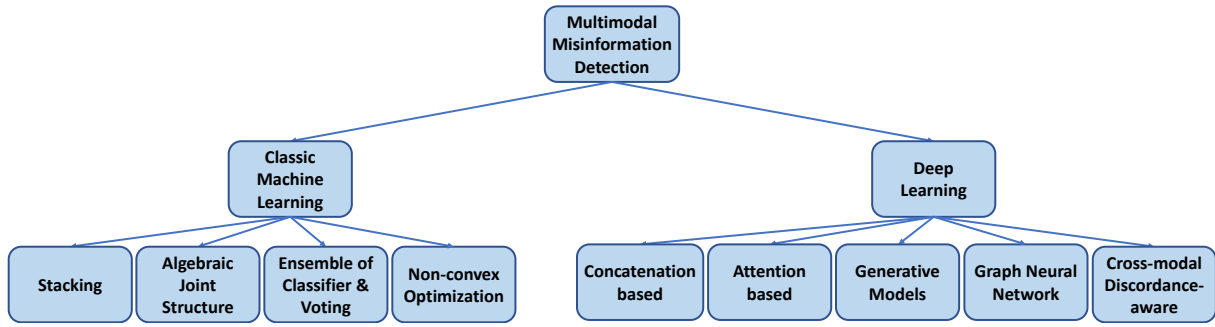 Multimodal
Misinformation
Detection
Classic
Machine
Learning
Deep
Learning
Stacking
Algebraic
Joint
Structure
Ensemble of
Classifier &
Voting
Non-convex
Optimization
Concatenation
based
Attention
based
Generative
Models
Graph Neural
Network
Cross-modal
Discordance-
aware